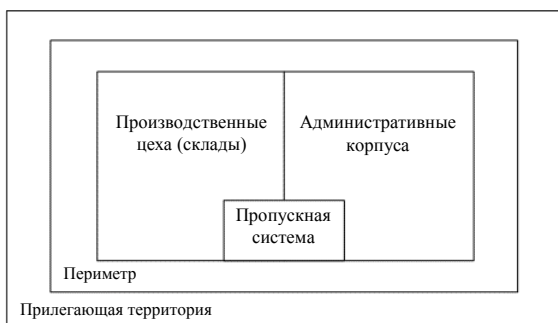 Производственные
цеха (склады)
Административные
корпуса
Пропускная
система
Периметр
Прилегающая территория